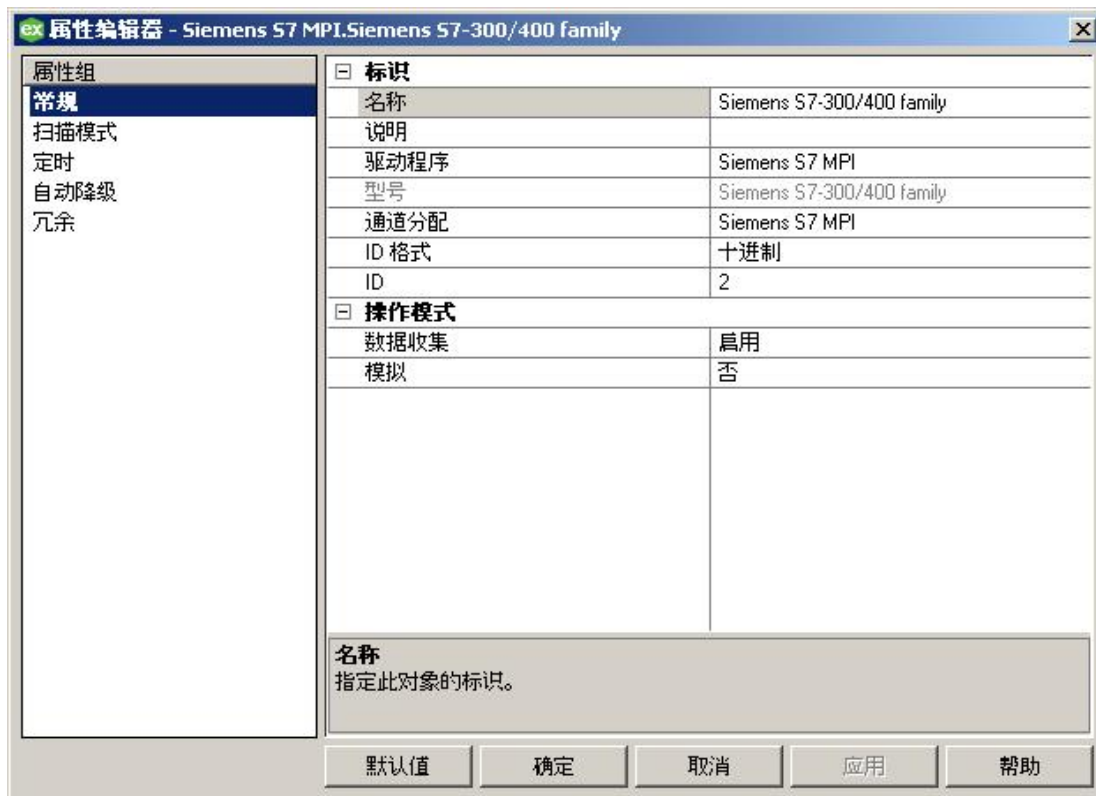 ex 属性编辑器 - Siemens S7 MPI.Siemens S7-300/400 family
属性组
常规
扫描模式
定时
自动降级
冗余
标识
名称 Siemens S7-300/400 family
说明
驱动程序 Siemens S7 MPI
型号 Siemens S7-300/400 family
通道分配 Siemens S7 MPI
ID 格式 十进制
ID 2
操作模式
数据收集 启用
模拟 否
名称
指定此对象的标识。
默认值 确定 取消 应用 帮助